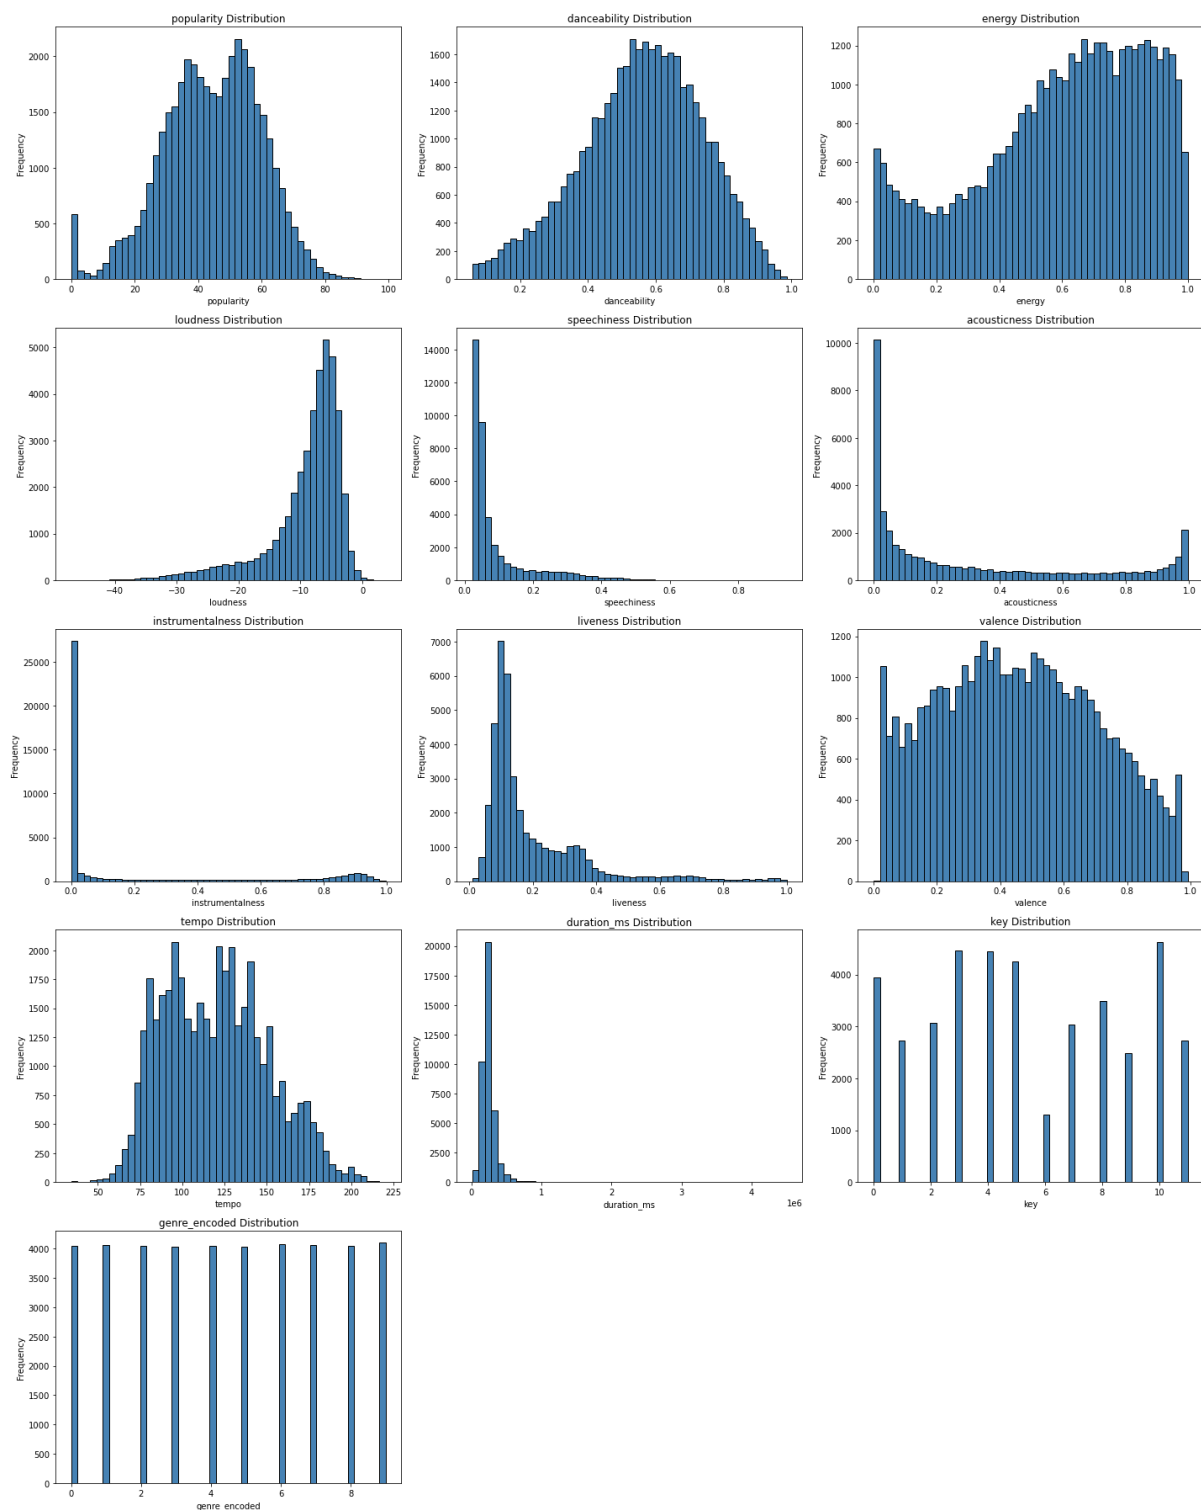 popularity Distribution
Frequency
2000
1500
1000
500
0
0 20 40 60 80 100
popularity
danceability Distribution
Frequency
1600
1400
1200
1000
800
600
400
200
0
0.2 0.4 0.6 0.8 1.0
danceability
energy Distribution
Frequency
1200
1000
800
600
400
200
0
0.0 0.2 0.4 0.6 0.8 1.0
energy
loudness Distribution
Frequency
5000
4000
3000
2000
1000
0
−40 −30 −20 −10 0
loudness
speechiness Distribution
Frequency
14000
12000
10000
8000
6000
4000
2000
0
0.0 0.2 0.4 0.6 0.8
speechiness
acousticness Distribution
Frequency
10000
8000
6000
4000
2000
0
0.0 0.2 0.4 0.6 0.8 1.0
acousticness
instrumentalness Distribution
Frequency
25000
20000
15000
10000
5000
0
0.0 0.2 0.4 0.6 0.8 1.0
instrumentalness
liveness Distribution
Frequency
7000
6000
5000
4000
3000
2000
1000
0
0.0 0.2 0.4 0.6 0.8 1.0
liveness
valence Distribution
Frequency
1200
1000
800
600
400
200
0
0.0 0.2 0.4 0.6 0.8 1.0
valence
tempo Distribution
Frequency
2000
1750
1500
1250
1000
750
500
250
0
50 75 100 125 150 175 200 225
tempo
duration_ms Distribution
Frequency
20000
17500
15000
12500
10000
7500
5000
2500
0
0 1 2 3 4
1e6
duration_ms
key Distribution
Frequency
4000
3000
2000
1000
0
0 2 4 6 8 10
key
genre_encoded Distribution
Frequency
4000
3500
3000
2500
2000
1500
1000
500
0
0 2 4 6 8
genre_encoded